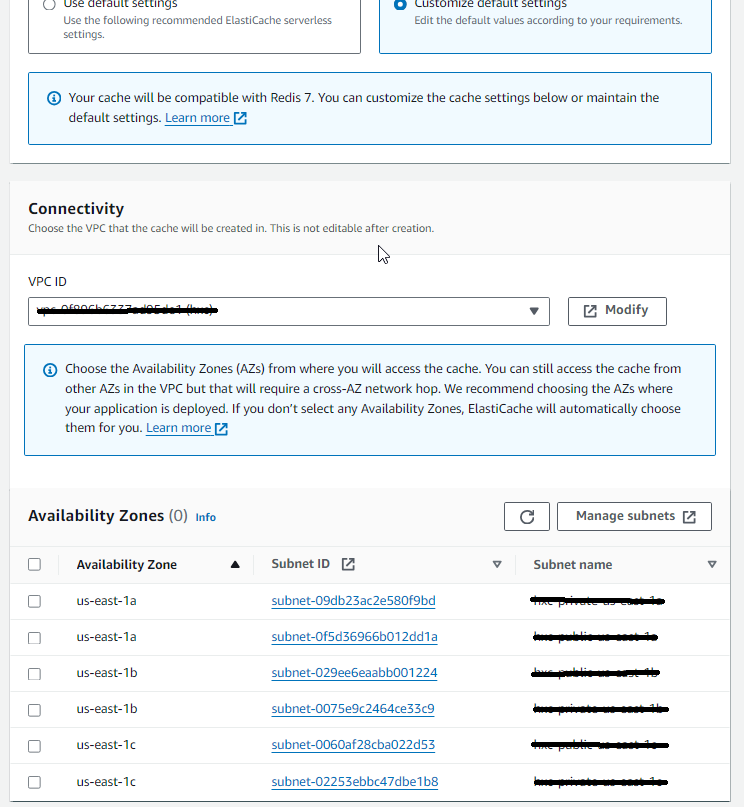 Use default settings
Use the following recommended ElastiCache serverless
settings.
Customize default settings
Edit the default values according to your requirements.
Your cache will be compatible with Redis 7. You can customize the cache settings below or maintain the
default settings. Learn more
Connectivity
Choose the VPC that the cache will be created in. This is not editable after creation.
VPC ID
Modify
Choose the Availability Zones (AZs) from where you will access the cache. You can still access the cache from
other AZs in the VPC but that will require a cross-AZ network hop. We recommend choosing the AZs where
your application is deployed. If you don't select any Availability Zones, ElastiCache will automatically choose
them for you. Learn more
Availability Zones (0) Info
Manage subnets
Availability Zone Subnet ID Subnet name
us-east-1a subnet-09db23ac2e580f9bd
us-east-1a subnet-0f5d36966b012dd1a
us-east-1b subnet-029ee6eaabb001224
us-east-1b subnet-0075e9c2464ce33c9
us-east-1c subnet-0060af28cba022d53
us-east-1c subnet-02253ebbc47dbe1b8